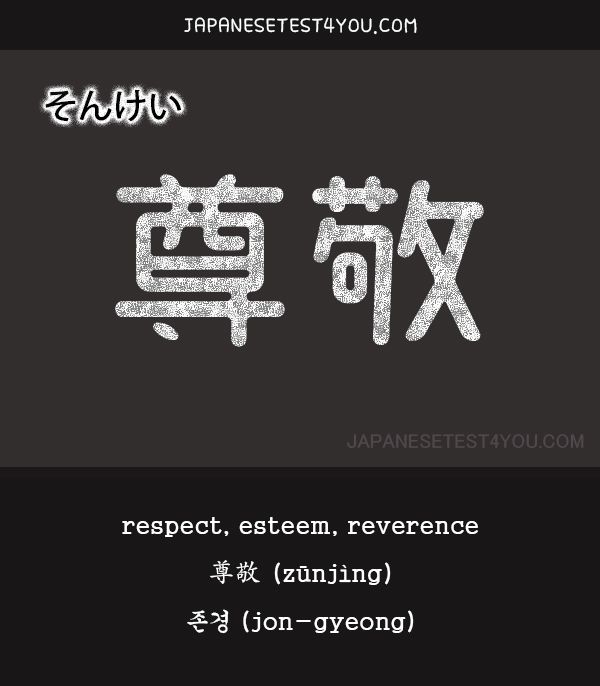 JAPANESETEST4YOU.COM
そんけい
尊敬
JAPANESETEST4YOU.COM
respect, esteem, reverence
尊敬 (zūnjìng)
존경 (jon-gyeong)